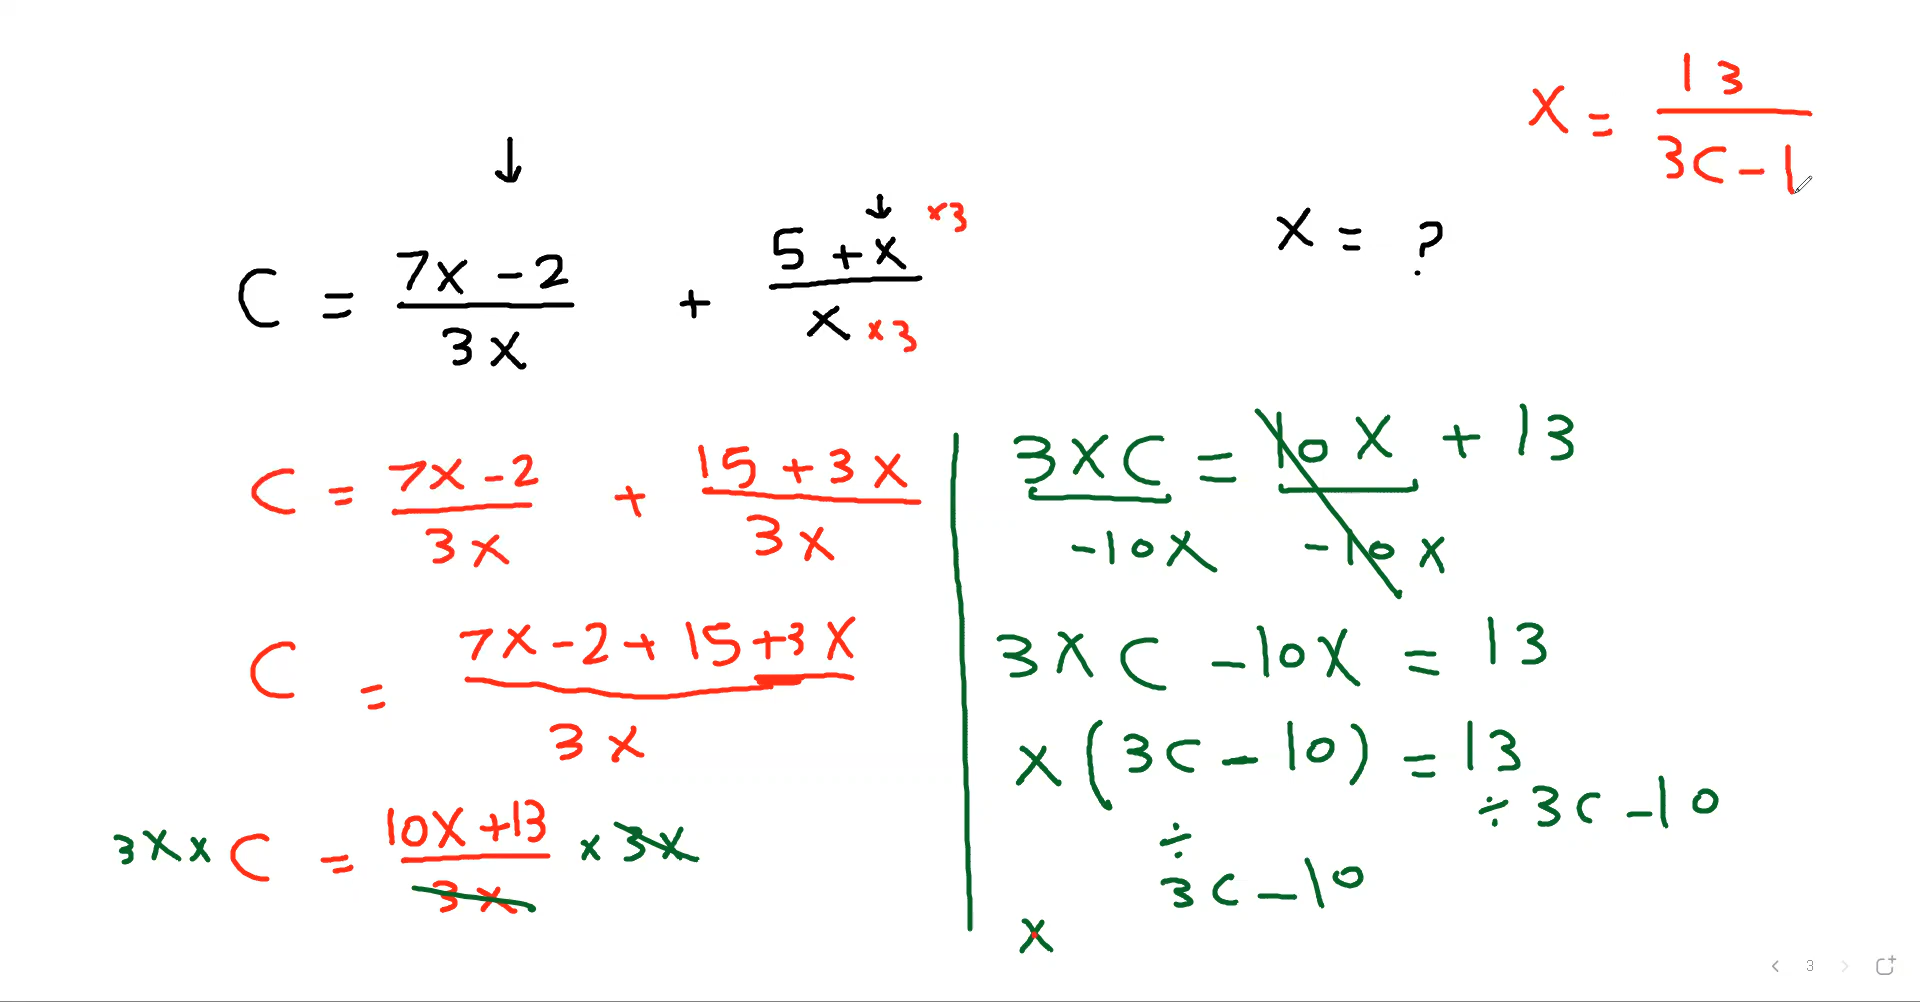 x = 13 / 3C - 1
x = ?
C = 7x - 2 / 3x + 5 + x ×3 / x ×3
C = 7x - 2 / 3x + 15 + 3x / 3x
C = 7x - 2 + 15 + 3x / 3x
3x × C = 10x + 13 / 3x × 3x
3xC = 10x + 13
-10x -10x
3xC - 10x = 13
x(3C - 10) = 13
÷ 3C - 10
÷
3C - 10
x
3